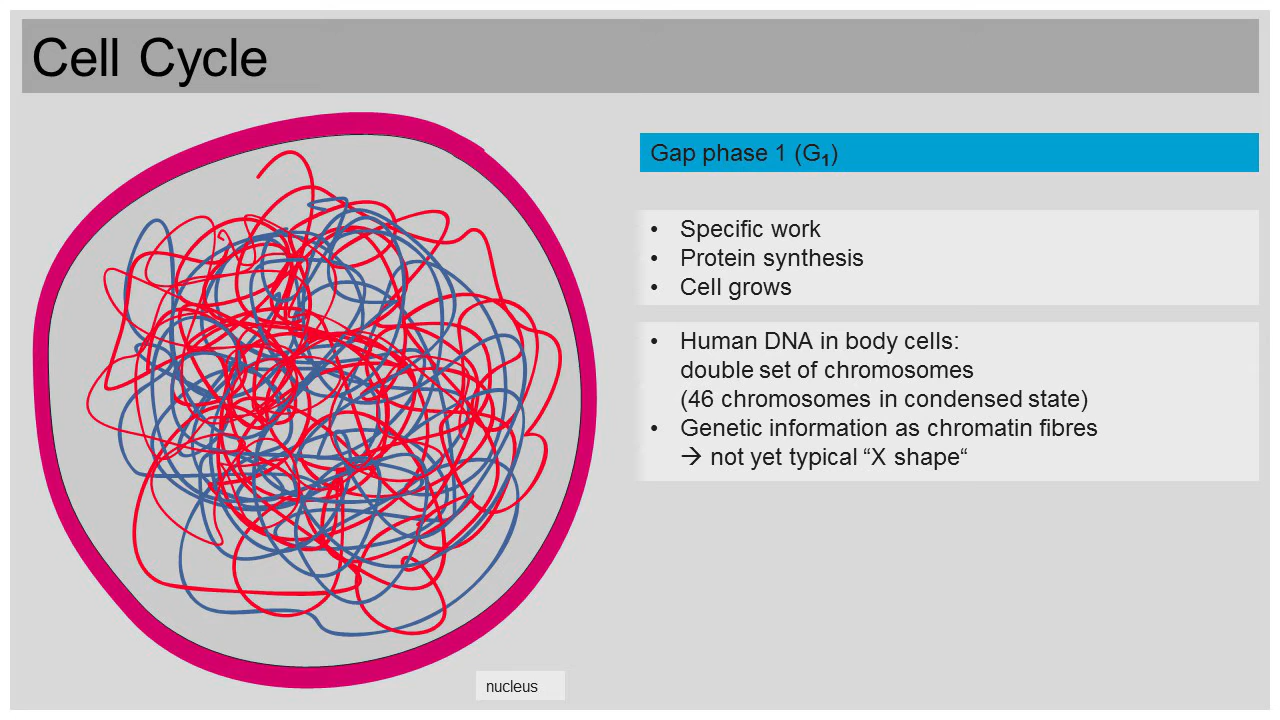 Cell Cycle
Gap phase 1 (G₁)
• Specific work
• Protein synthesis
• Cell grows
• Human DNA in body cells:
double set of chromosomes
(46 chromosomes in condensed state)
• Genetic information as chromatin fibres
→ not yet typical “X shape“
nucleus